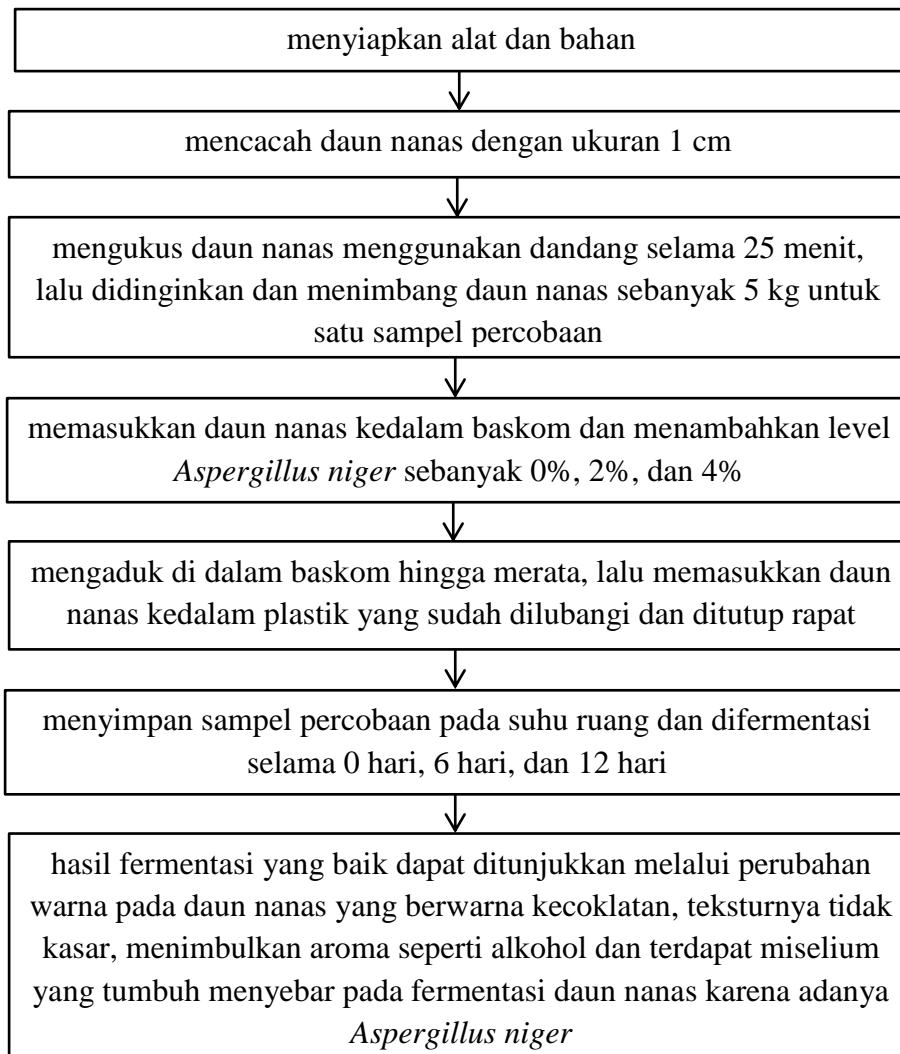 menyiapkan alat dan bahan
mencacah daun nanas dengan ukuran 1 cm
mengukus daun nanas menggunakan dandang selama 25 menit,
lalu didinginkan dan menimbang daun nanas sebanyak 5 kg untuk
satu sampel percobaan
memasukkan daun nanas kedalam baskom dan menambahkan level
Aspergillus niger sebanyak 0%, 2%, dan 4%
mengaduk di dalam baskom hingga merata, lalu memasukkan daun
nanas kedalam plastik yang sudah dilubangi dan ditutup rapat
menyimpan sampel percobaan pada suhu ruang dan difermentasi
selama 0 hari, 6 hari, dan 12 hari
hasil fermentasi yang baik dapat ditunjukkan melalui perubahan
warna pada daun nanas yang berwarna kecoklatan, teksturnya tidak
kasar, menimbulkan aroma seperti alkohol dan terdapat miselium
yang tumbuh menyebar pada fermentasi daun nanas karena adanya
Aspergillus niger